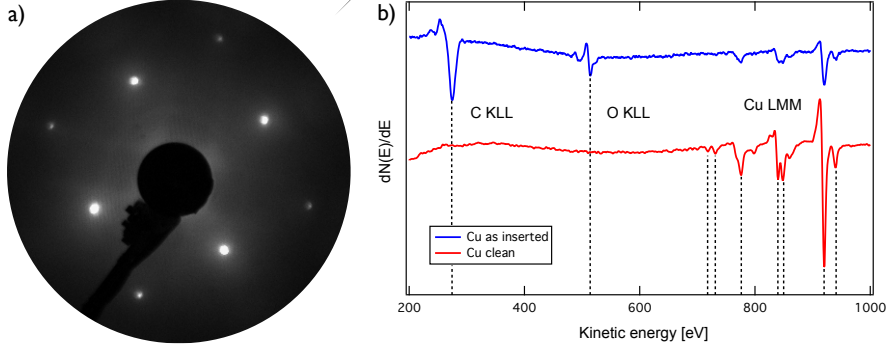 a)
b)
dN(E)/dE
C KLL
O KLL
Cu LMM
Cu as inserted
Cu clean
200
400
600
800
1000
Kinetic energy [eV]